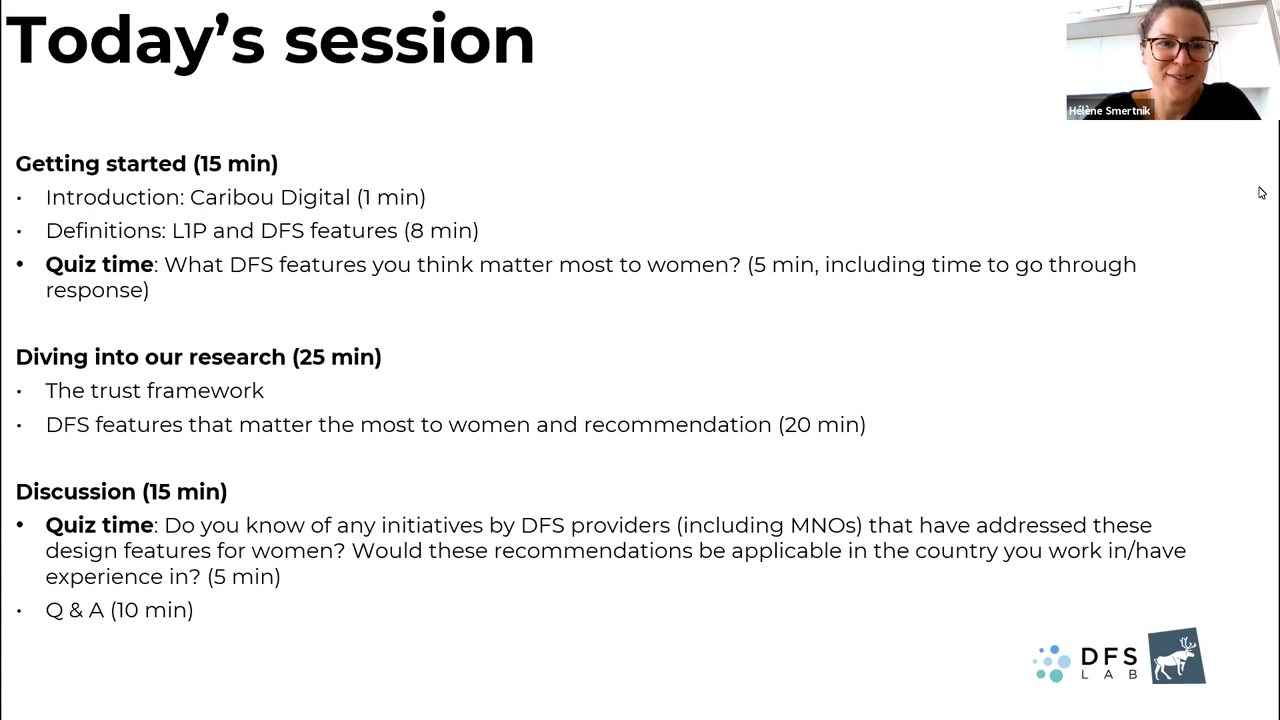 Today’s session
Hélène Smertnik
Getting started (15 min)
• Introduction: Caribou Digital (1 min)
• Definitions: L1P and DFS features (8 min)
• Quiz time: What DFS features you think matter most to women? (5 min, including time to go through
response)
Diving into our research (25 min)
• The trust framework
• DFS features that matter the most to women and recommendation (20 min)
Discussion (15 min)
• Quiz time: Do you know of any initiatives by DFS providers (including MNOs) that have addressed these
design features for women? Would these recommendations be applicable in the country you work in/have
experience in? (5 min)
• Q & A (10 min)
DFS
LAB